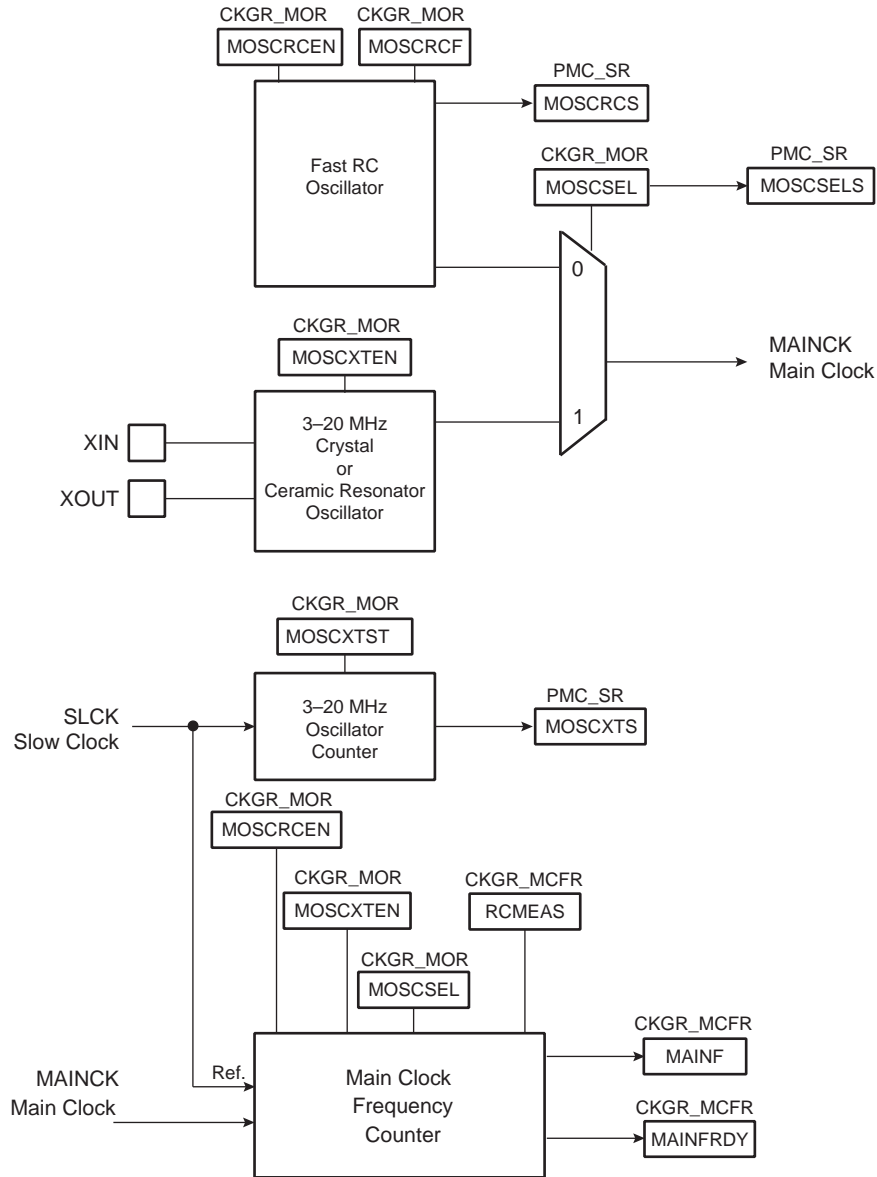 CKGR_MOR CKGR_MOR
MOSCRCEN MOSCRCF
PMC_SR
MOSCRCS
Fast RC
Oscillator
CKGR_MOR PMC_SR
MOSCSEL MOSCSELS
0
CKGR_MOR
MOSCXTEN
MAINCK
Main Clock
1
3–20 MHz
Crystal
or
Ceramic Resonator
Oscillator
XIN
XOUT
CKGR_MOR
MOSCXTST
3–20 MHz
Oscillator
Counter
PMC_SR
MOSCXTS
SLCK
Slow Clock
CKGR_MOR
MOSCRCEN
CKGR_MOR CKGR_MCFR
MOSCXTEN RCMEAS
CKGR_MOR
MOSCSEL
CKGR_MCFR
MAINF
Ref.
MAINCK
Main Clock
Main Clock
Frequency
Counter
CKGR_MCFR
MAINFRDY